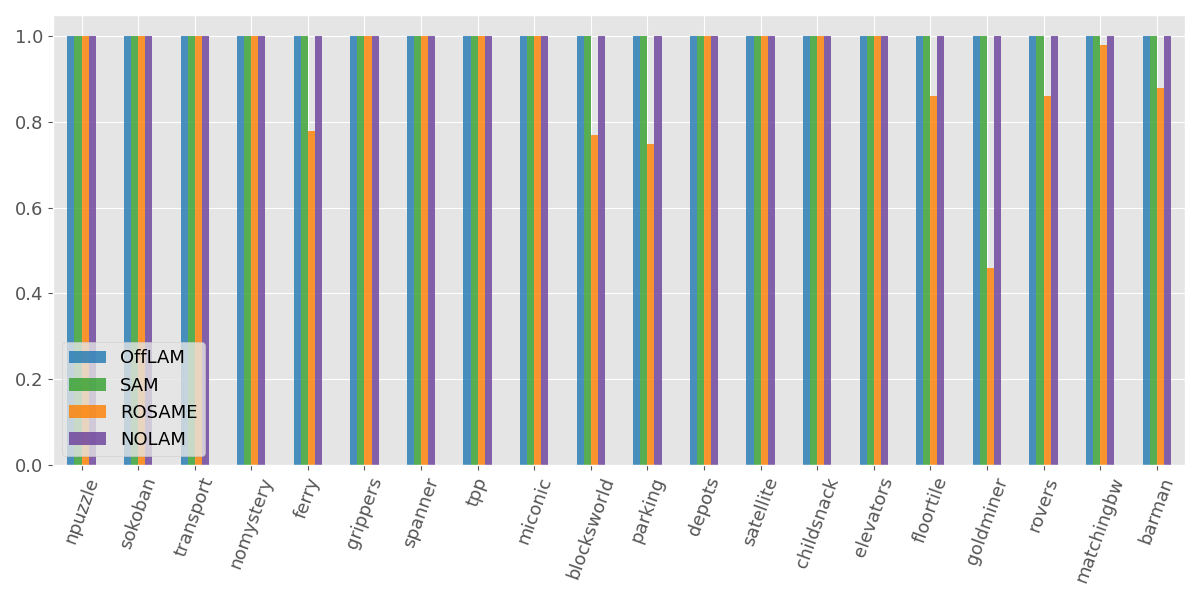 1.0
0.8
0.6
0.4
0.2
0.0
OffLAM
SAM
ROSAME
NOLAM
npuzzle
sokoban
transport
nomystery
ferry
grippers
spanner
tpp
miconic
blocksworld
parking
depots
satellite
childsnack
elevators
floortile
goldminer
rovers
matchingbw
barman